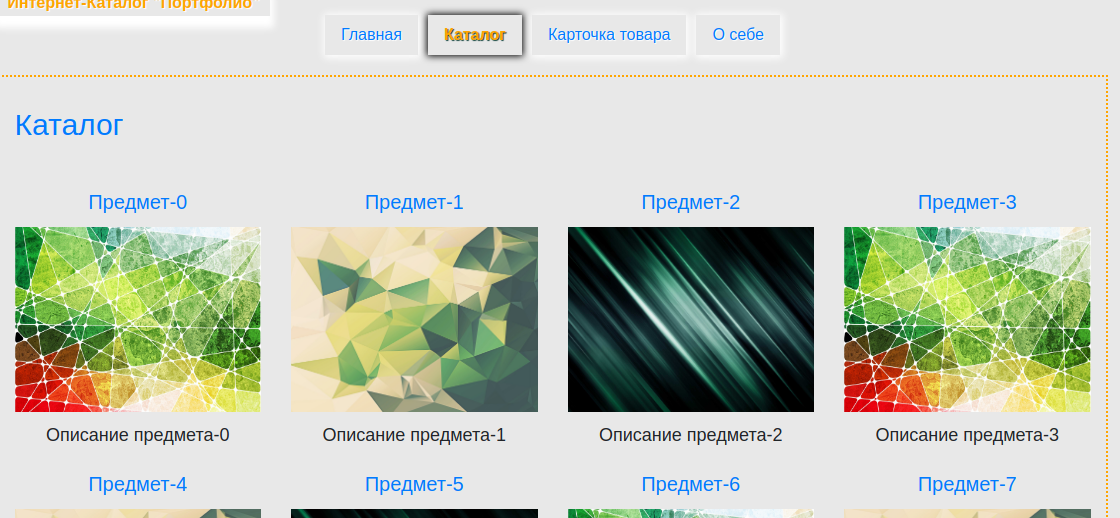 Интернет-Каталог "Портфолио"
Главная
Каталог
Карточка товара
О себе
Каталог
Предмет-0
Предмет-1
Предмет-2
Предмет-3
Описание предмета-0
Описание предмета-1
Описание предмета-2
Описание предмета-3
Предмет-4
Предмет-5
Предмет-6
Предмет-7